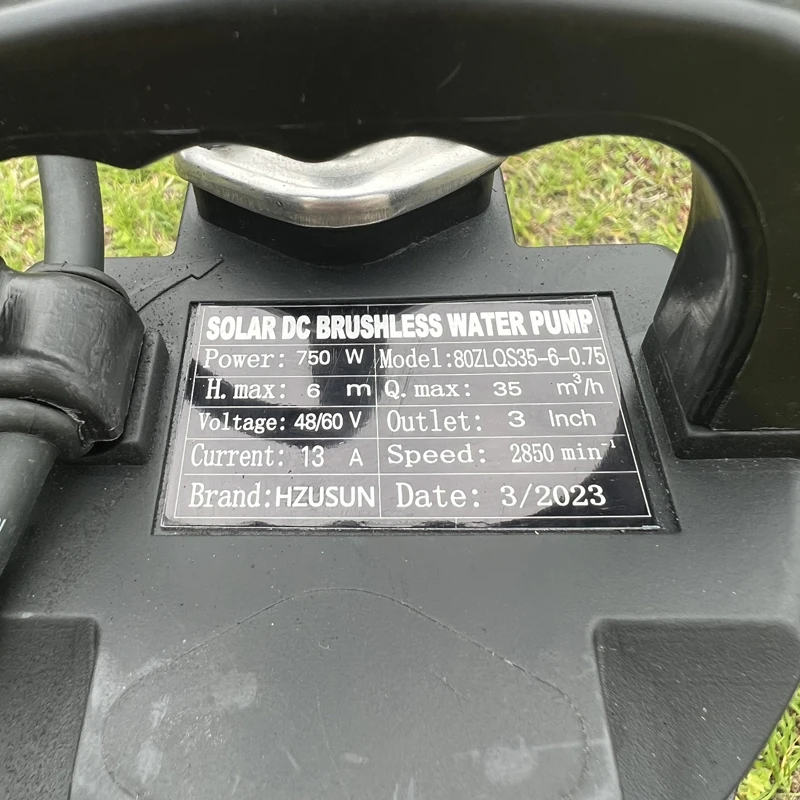 SOLAR DC BRUSHLESS WATER PUMP
Power: 750 W Model:80ZLQS35-6-0.75
H.max: 6 m Q.max: 35 m³/h
Voltage: 48/60 V Outlet: 3 Inch
Current: 13 A Speed: 2850 min⁻¹
Brand:HZUSUN Date: 3/2023